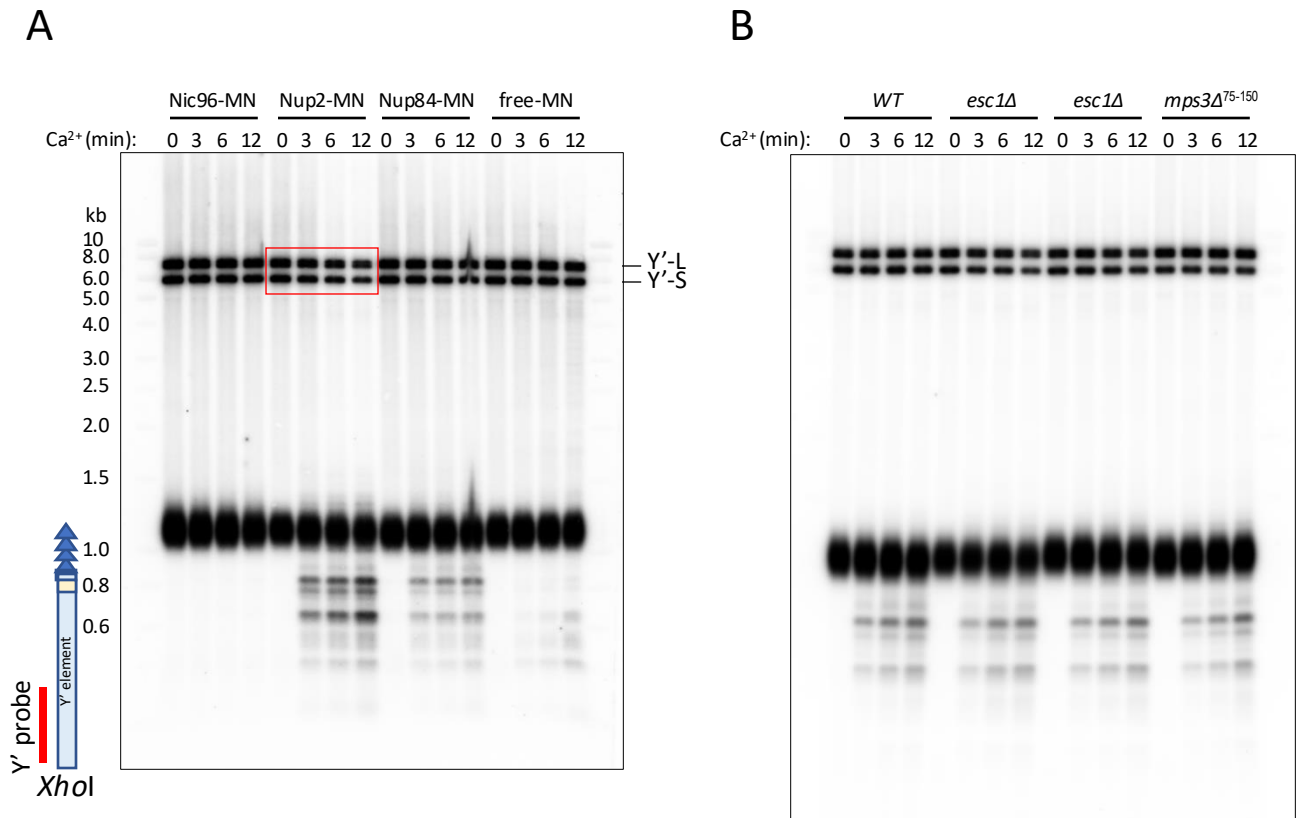 A
Nic96-MN Nup2-MN Nup84-MN free-MN
Ca²⁺(min): 0 3 6 12 0 3 6 12 0 3 6 12 0 3 6 12
kb
10
8.0
6.0
5.0
4.0
3.0
2.5
2.0
1.5
1.0
0.8
0.6
Y'-L
Y'-S
Y' element
Y' probe
XhoI
B
WT esc1Δ esc1Δ mps3Δ⁷⁵⁻¹⁵⁰
Ca²⁺(min): 0 3 6 12 0 3 6 12 0 3 6 12 0 3 6 12